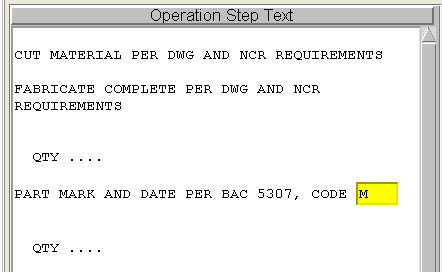 Operation Step Text
CUT MATERIAL PER DWG AND NCR REQUIREMENTS
FABRICATE COMPLETE PER DWG AND NCR
REQUIREMENTS
QTY ....
PART MARK AND DATE PER BAC 5307, CODE M
QTY ....